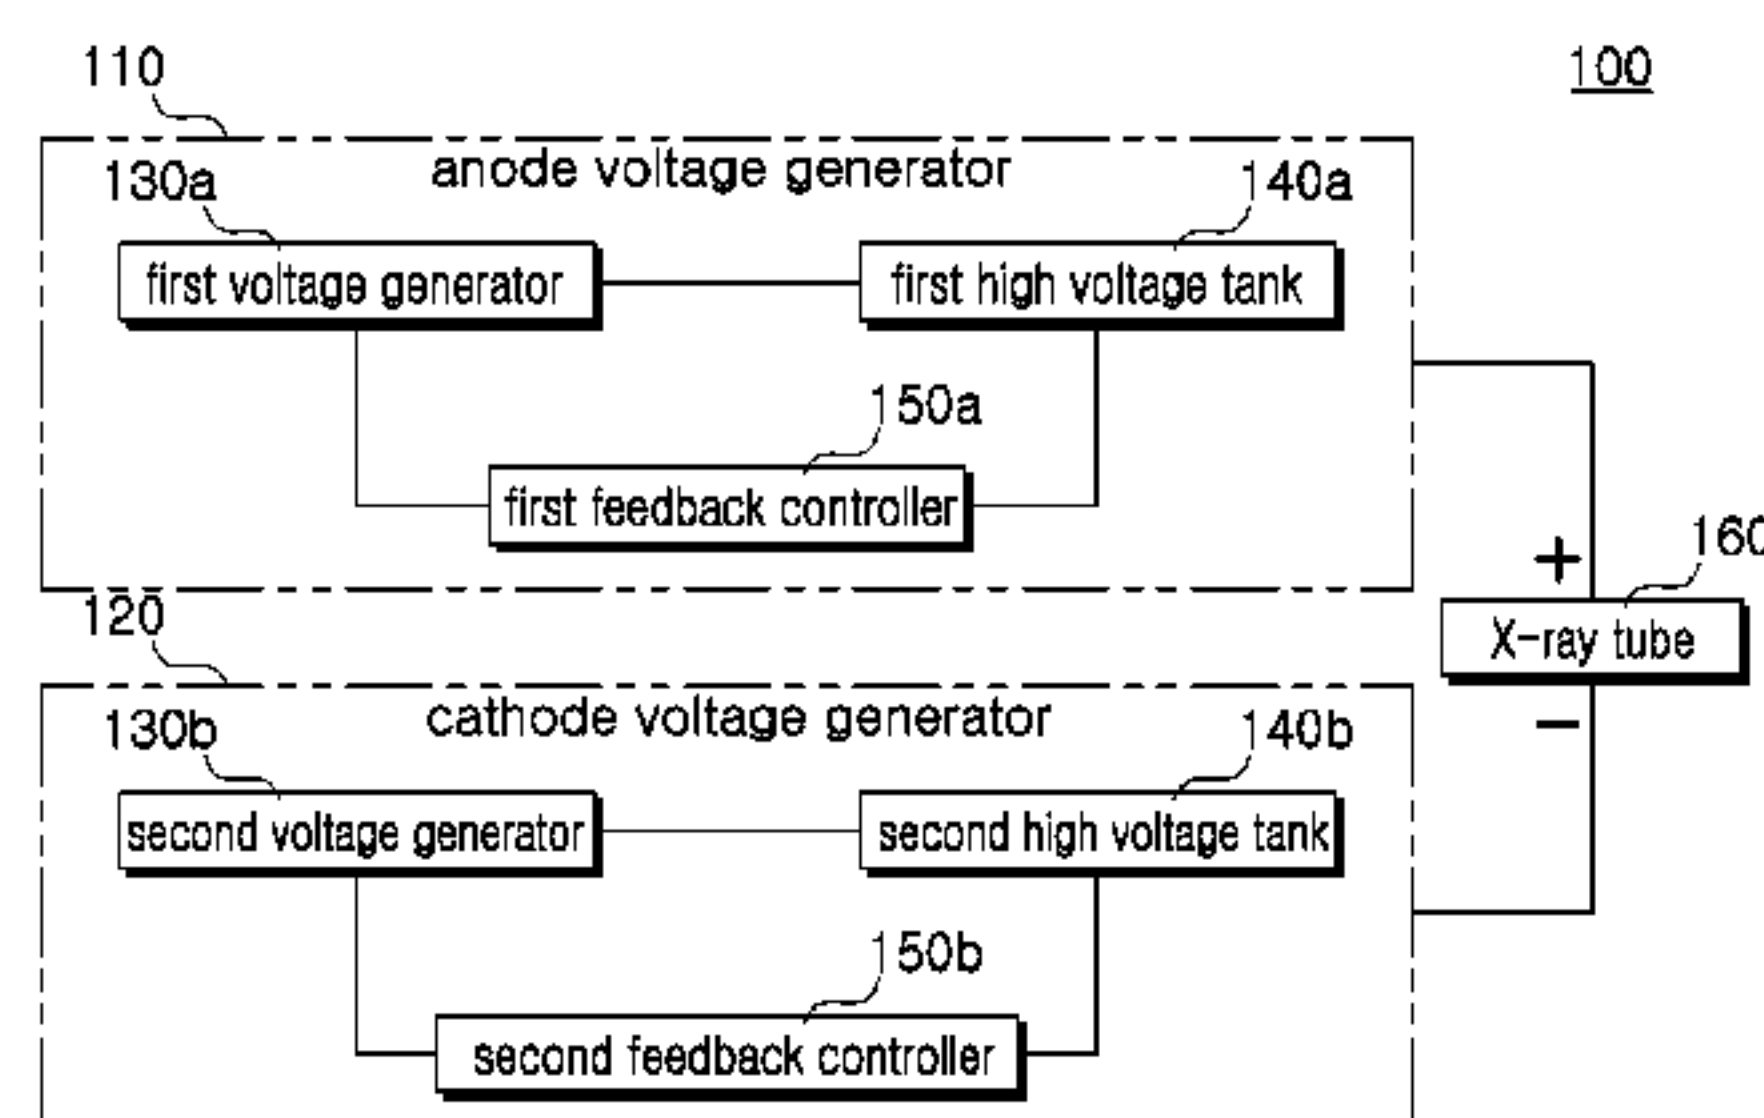 110
100
anode voltage generator
130a
140a
first voltage generator
first high voltage tank
150a
first feedback controller
+
160
X-ray tube
120
cathode voltage generator
−
130b
140b
second voltage generator
second high voltage tank
150b
second feedback controller